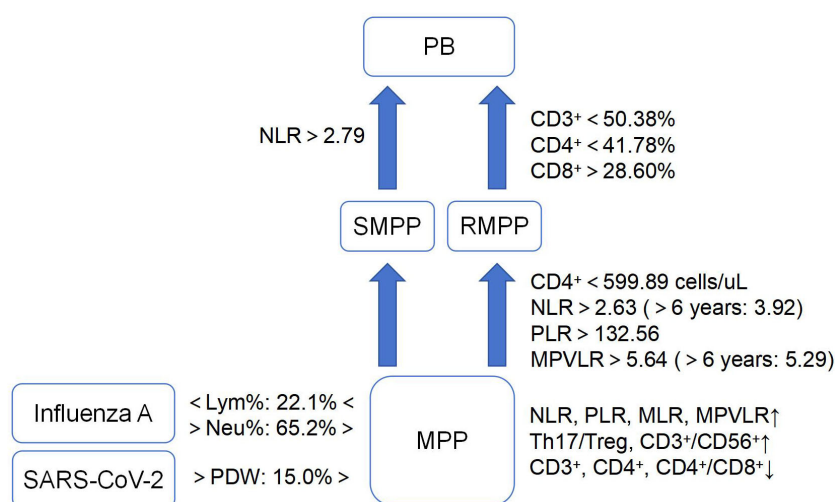 PB
NLR > 2.79
CD3⁺ < 50.38%
CD4⁺ < 41.78%
CD8⁺ > 28.60%
SMPP
RMPP
CD4⁺ < 599.89 cells/uL
NLR > 2.63 ( > 6 years: 3.92)
PLR > 132.56
MPVLR > 5.64 ( > 6 years: 5.29)
Influenza A
< Lym%: 22.1% <
> Neu%: 65.2% >
MPP
NLR, PLR, MLR, MPVLR↑
Th17/Treg, CD3⁺/CD56⁺↑
CD3⁺, CD4⁺, CD4⁺/CD8⁺↓
SARS-CoV-2
> PDW: 15.0% >